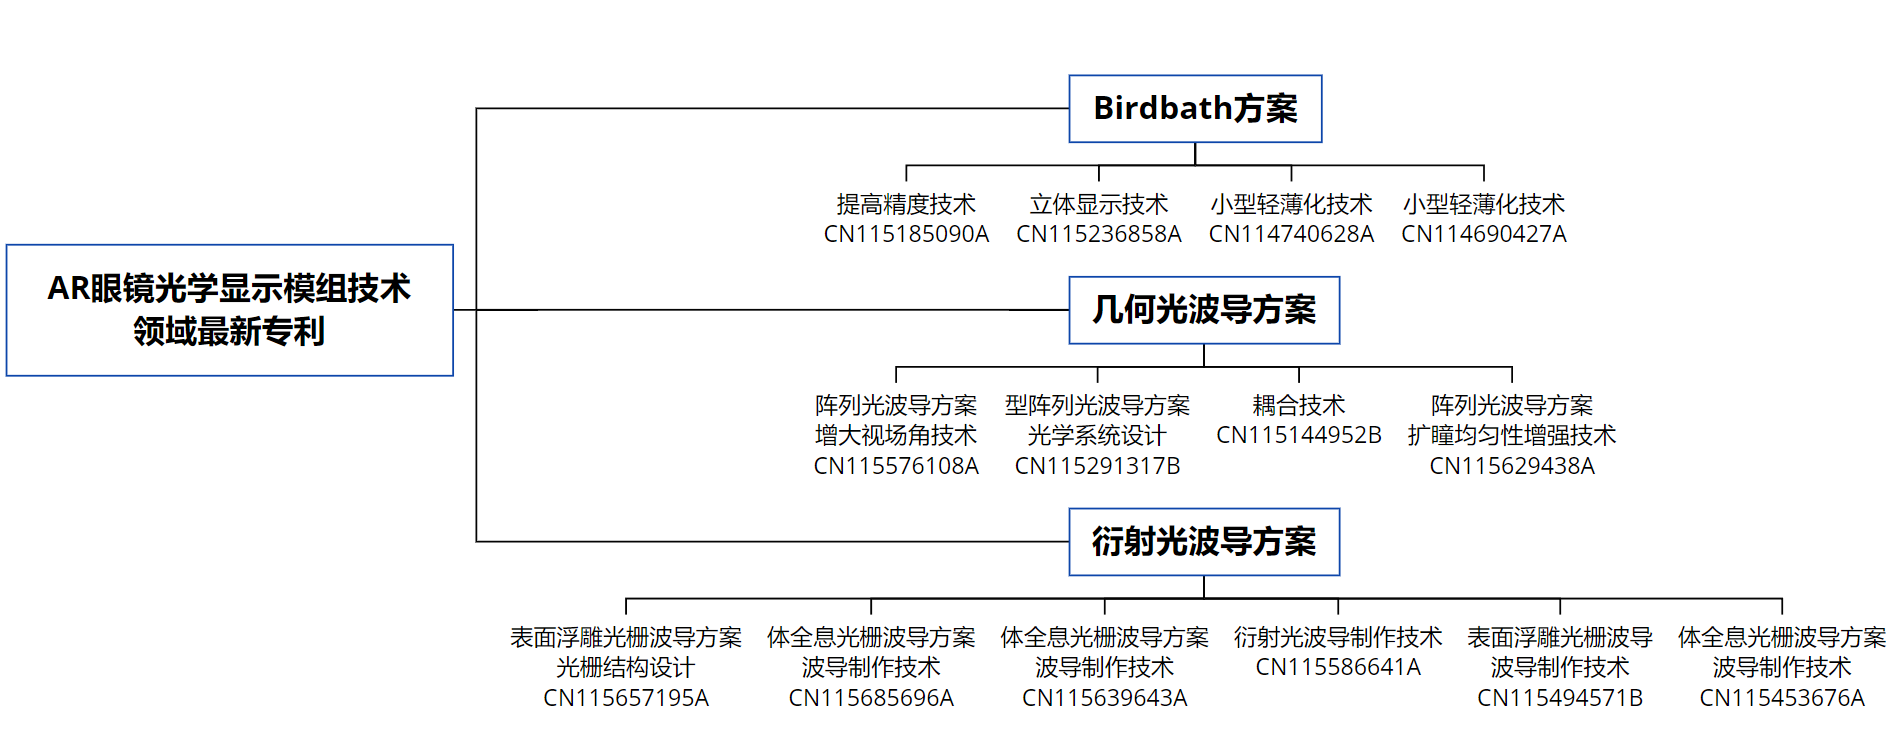 AR眼镜光学显示模组技术
领域最新专利
Birdbath方案
提高精度技术
CN115185090A
立体显示技术
CN115236858A
小型轻薄化技术
CN114740628A
小型轻薄化技术
CN114690427A
几何光波导方案
阵列光波导方案
增大视场角技术
CN115576108A
型阵列光波导方案
光学系统设计
CN115291317B
耦合技术
CN115144952B
阵列光波导方案
扩瞳均匀性增强技术
CN115629438A
衍射光波导方案
表面浮雕光栅波导方案
光栅结构设计
CN115657195A
体全息光栅波导方案
波导制作技术
CN115685696A
体全息光栅波导方案
波导制作技术
CN115639643A
衍射光波导制作技术
CN115586641A
表面浮雕光栅波导
波导制作技术
CN115494571B
体全息光栅波导方案
波导制作技术
CN115453676A